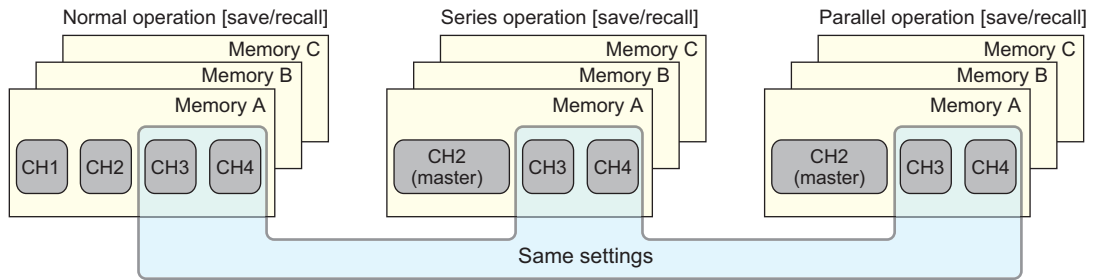 Normal operation [save/recall]
Memory C
Memory B
Memory A
CH1 CH2 CH3 CH4
Series operation [save/recall]
Memory C
Memory B
Memory A
CH2
(master)
CH3 CH4
Parallel operation [save/recall]
Memory C
Memory B
Memory A
CH2
(master)
CH3 CH4
Same settings